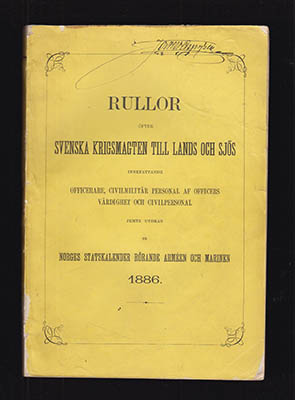 RULLOR
ÖFVER
SVENSKA KRIGSMAGTEN TILL LANDS OCH SJÖS
INNEFATTANDE
OFFICERARE, CIVILMILITÄR PERSONAL AF OFFICERS
VÄRDIGHET OCH CIVILPERSONAL
JEMTE UTDRAG
UR
NORGES STATSKALENDER RÖRANDE ARMÉEN OCH MARINEN
1886.